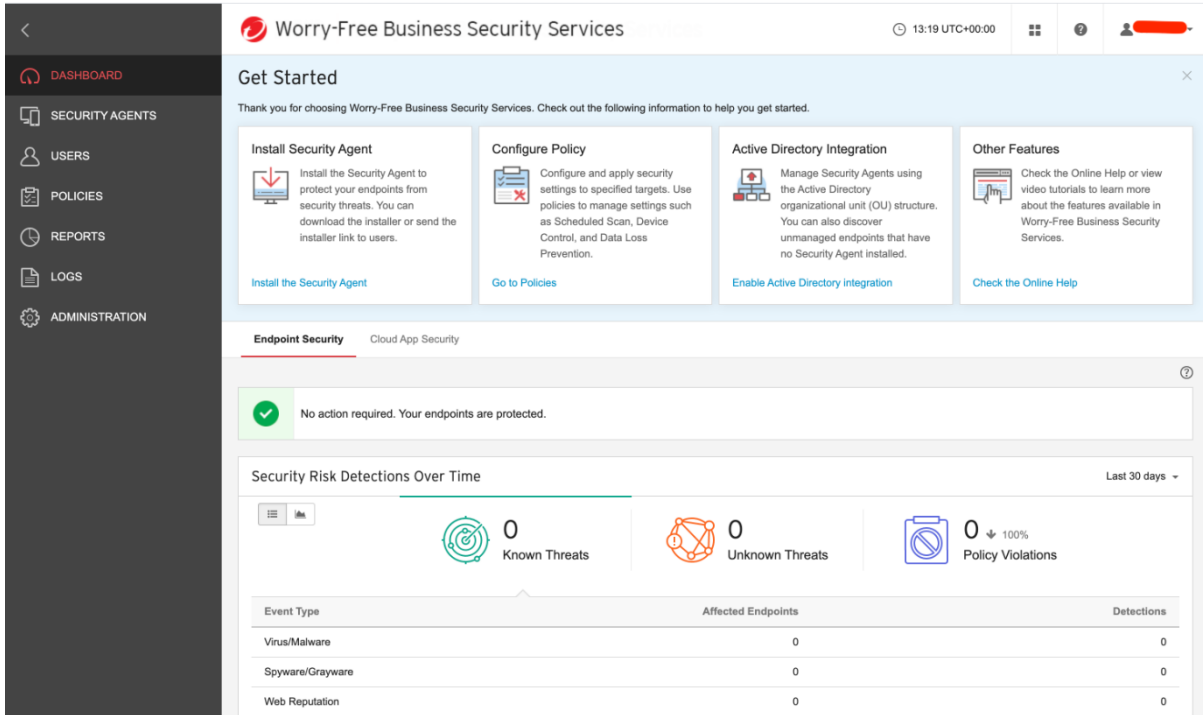 Worry-Free Business Security Services
13:19 UTC+00:00
DASHBOARD
SECURITY AGENTS
USERS
POLICIES
REPORTS
LOGS
ADMINISTRATION
Get Started
Thank you for choosing Worry-Free Business Security Services. Check out the following information to help you get started.
Install Security Agent
Install the Security Agent to
protect your endpoints from
security threats. You can
download the installer or send the
installer link to users.
Install the Security Agent
Configure Policy
Configure and apply security
settings to specified targets. Use
policies to manage settings such
as Scheduled Scan, Device
Control, and Data Loss
Prevention.
Go to Policies
Active Directory Integration
Manage Security Agents using
the Active Directory
organizational unit (OU) structure.
You can also discover
unmanaged endpoints that have
no Security Agent installed.
Enable Active Directory integration
Other Features
Check the Online Help or view
video tutorials to learn more
about the features available in
Worry-Free Business Security
Services.
Check the Online Help
Endpoint Security Cloud App Security
No action required. Your endpoints are protected.
Security Risk Detections Over Time
Last 30 days
0
Known Threats
0
Unknown Threats
0 100%
Policy Violations
Event Type Affected Endpoints Detections
Virus/Malware 0 0
Spyware/Grayware 0 0
Web Reputation 0 0